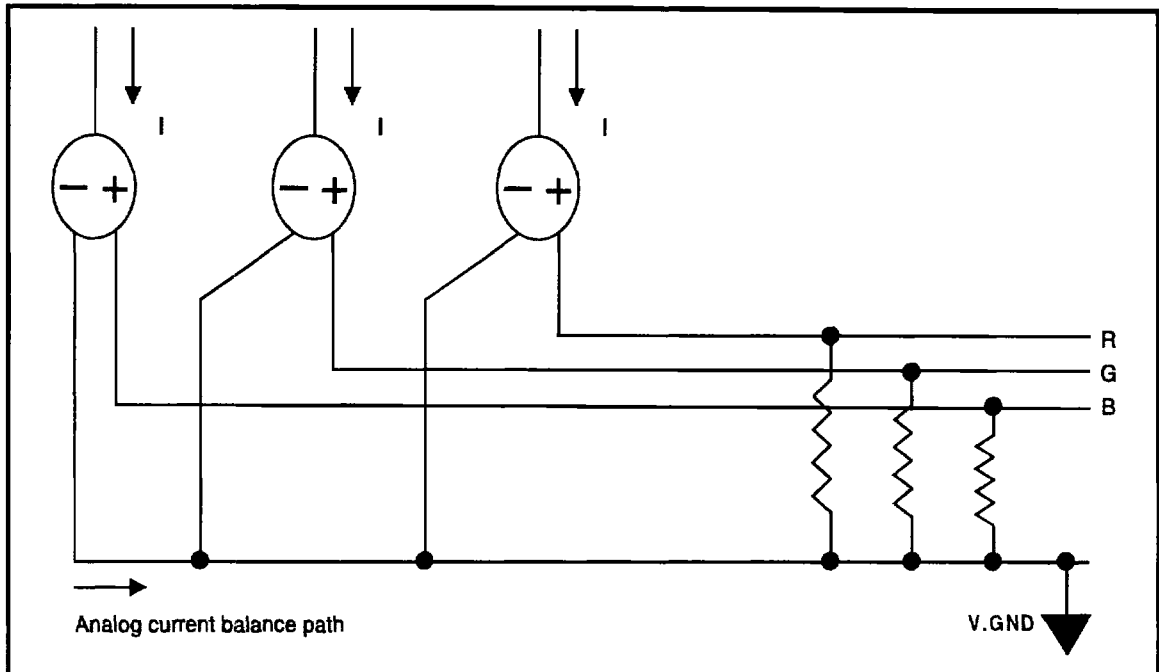 I I I
− + − + − +
R
G
B
Analog current balance path
V.GND